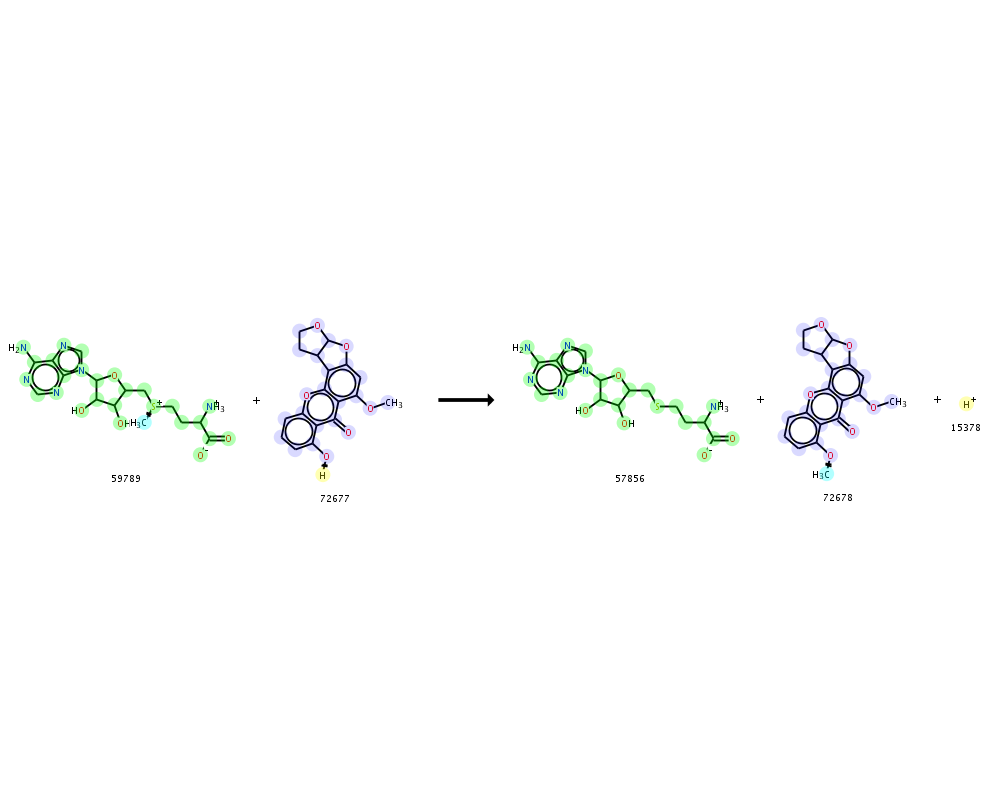 H2N N N N N O HO OH H3C S+ NH3+ O O-
59789
+
O O O O CH3 O O H
72677
H2N N N N N O HO OH S NH3+ O O-
57856
+
O O O O CH3 O O H3C
72678
+
H+
15378